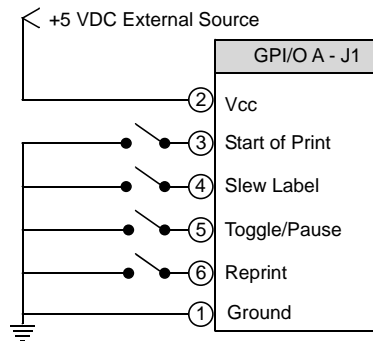 +5 VDC External Source
GPI/O A - J1
2 Vcc
3 Start of Print
4 Slew Label
5 Toggle/Pause
6 Reprint
1 Ground